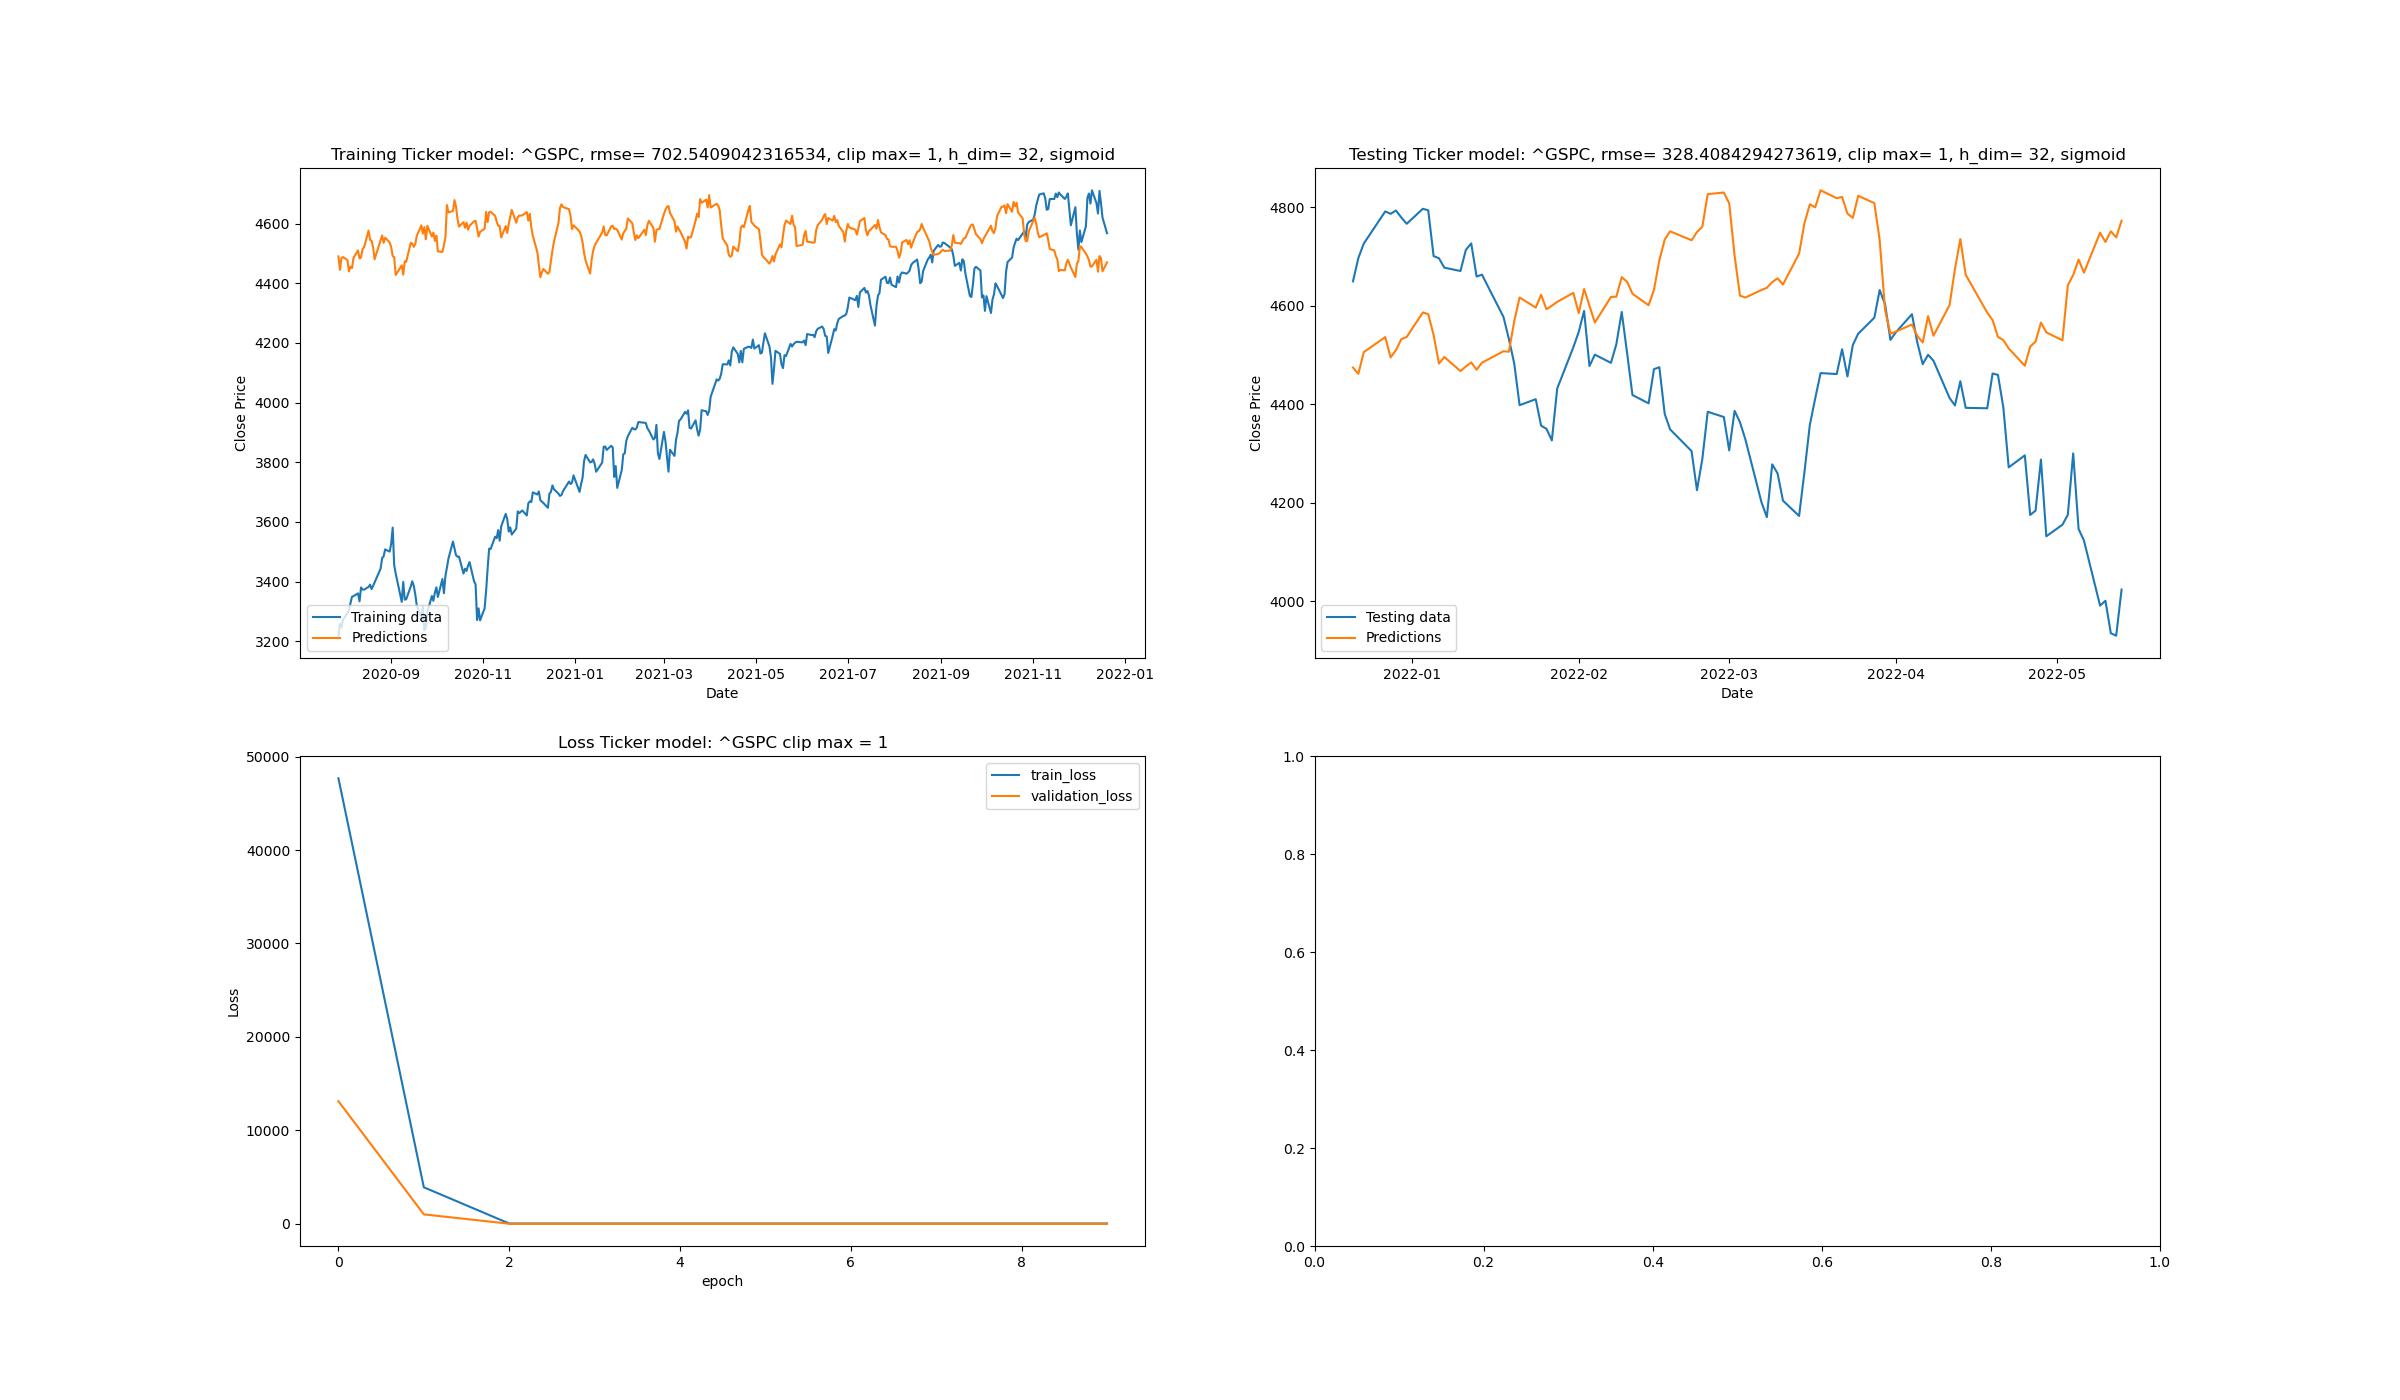 Training Ticker model: ^GSPC, rmse= 702.5409042316534, clip max= 1, h_dim= 32, sigmoid
4600
4400
4200
4000
3800
3600
3400
3200
Close Price
Training data
Predictions
2020-09 2020-11 2021-01 2021-03 2021-05 2021-07 2021-09 2021-11 2022-01
Date
Testing Ticker model: ^GSPC, rmse= 328.4084294273619, clip max= 1, h_dim= 32, sigmoid
4800
4600
4400
4200
4000
Close Price
Testing data
Predictions
2022-01 2022-02 2022-03 2022-04 2022-05
Date
Loss Ticker model: ^GSPC clip max = 1
50000
40000
30000
20000
10000
0
Loss
train_loss
validation_loss
0 2 4 6 8
epoch
1.0
0.8
0.6
0.4
0.2
0.0
0.0 0.2 0.4 0.6 0.8 1.0